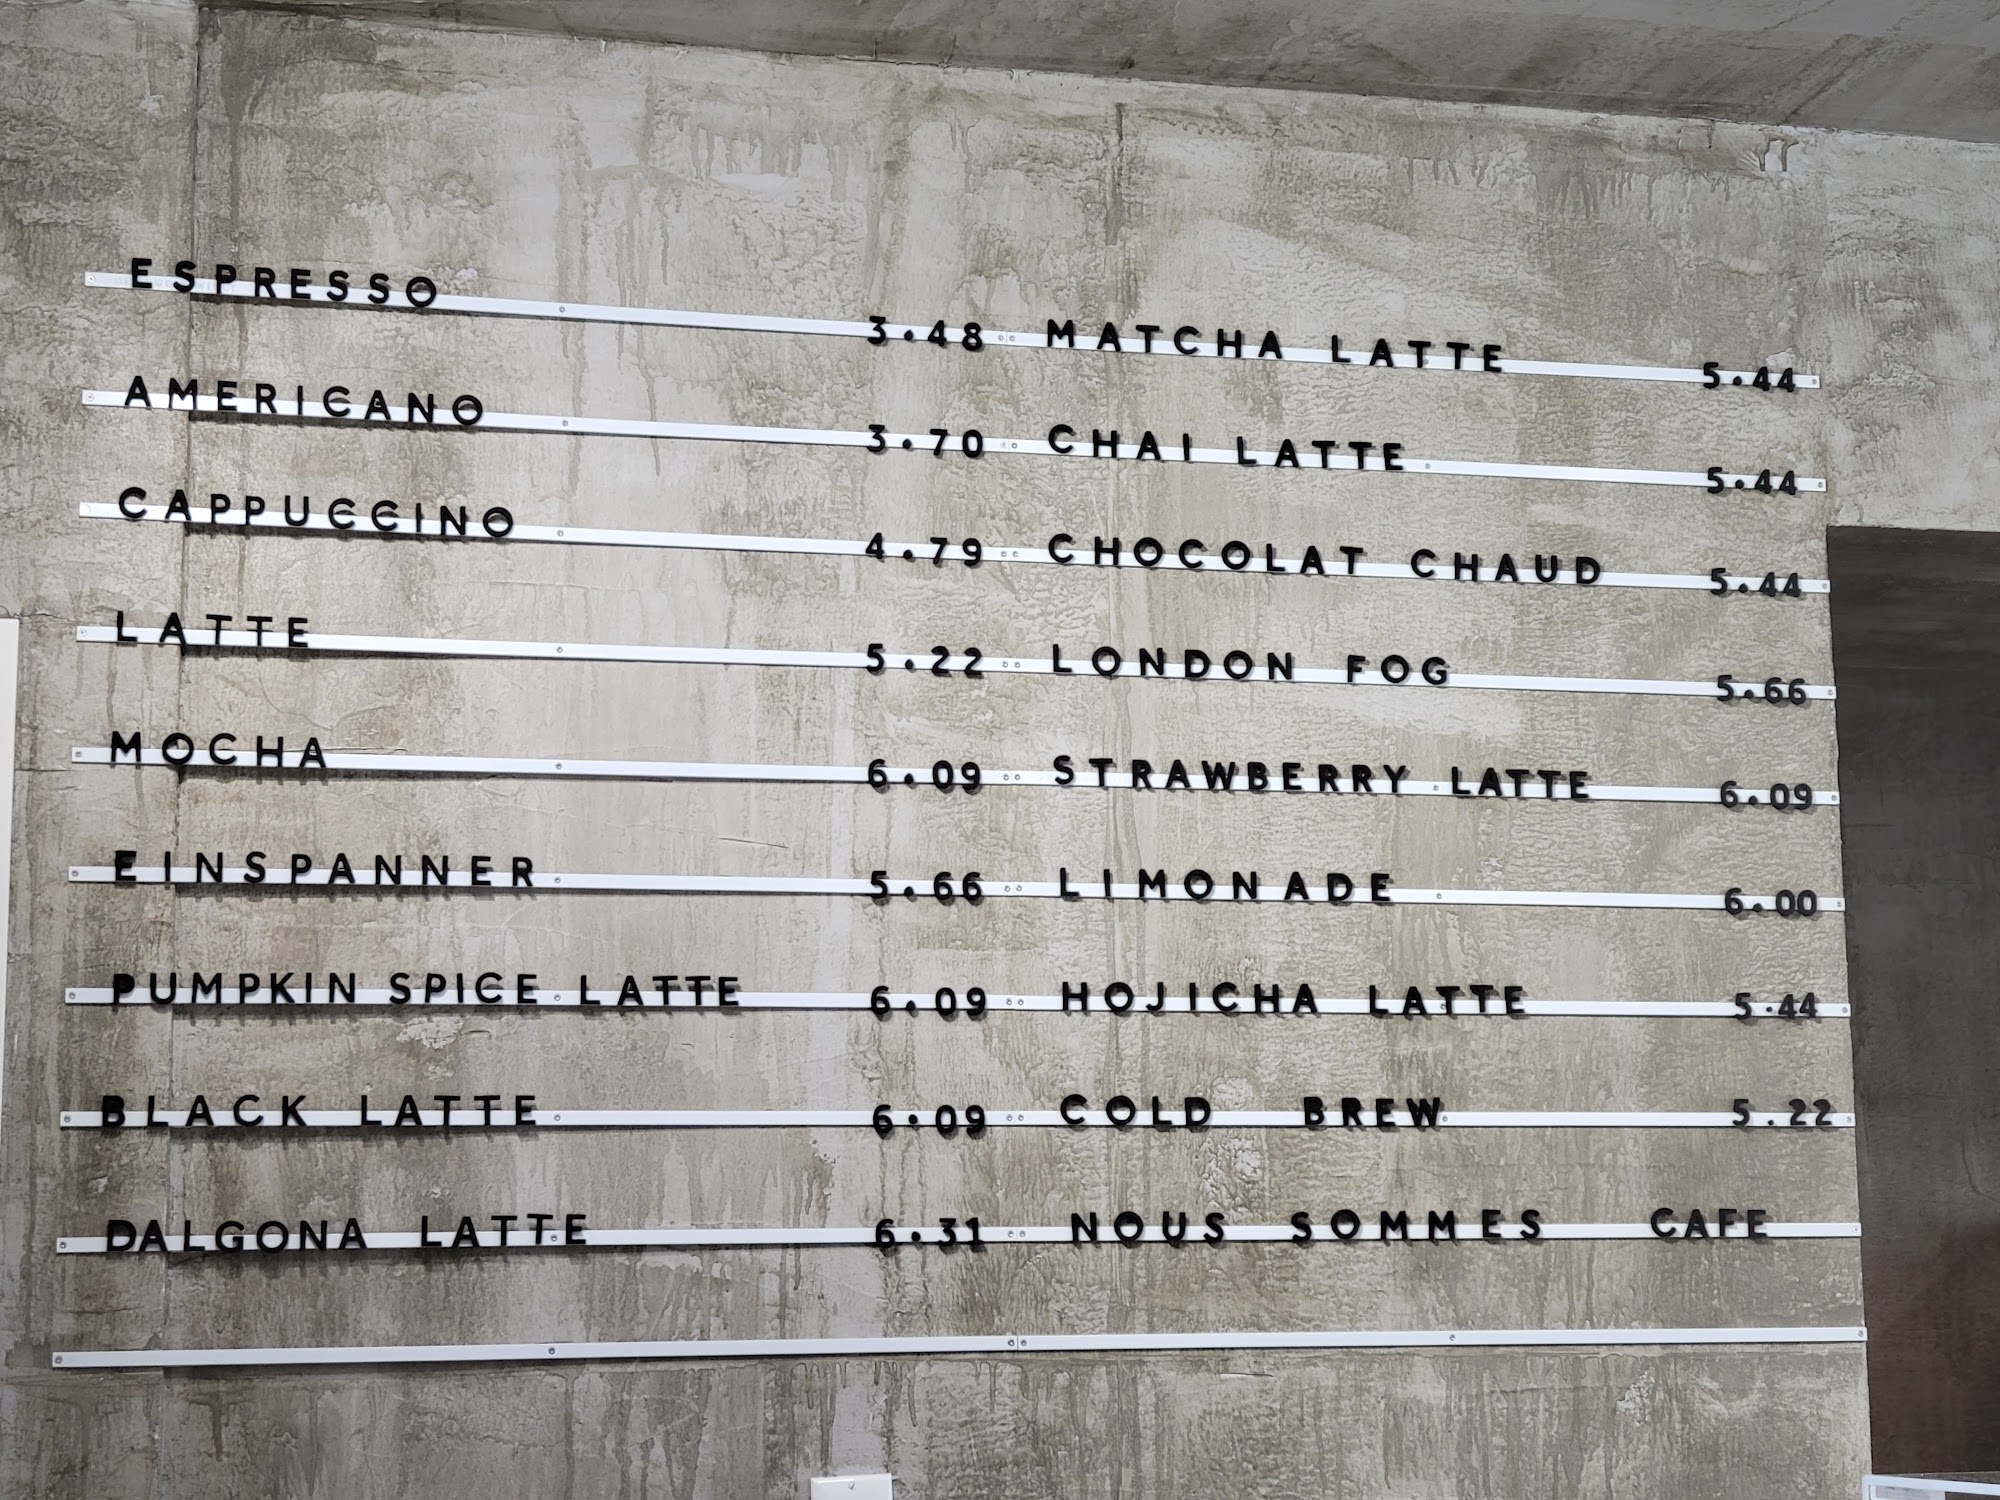 ESPRESSO 3.48
AMERICANO 3.70
CAPPUCCINO 4.79
LATTE 5.22
MOCHA 6.09
EINSPANNER 5.66
PUMPKIN SPICE LATTE 6.09
BLACK LATTE 6.09
DALGONA LATTE 6.31
MATCHA LATTE 5.44
CHAI LATTE 5.44
CHOCOLAT CHAUD 5.44
LONDON FOG 5.66
STRAWBERRY LATTE 6.09
LIMONADE 6.00
HOJICHA LATTE 5.44
COLD BREW 5.22
NOUS SOMMES CAFE